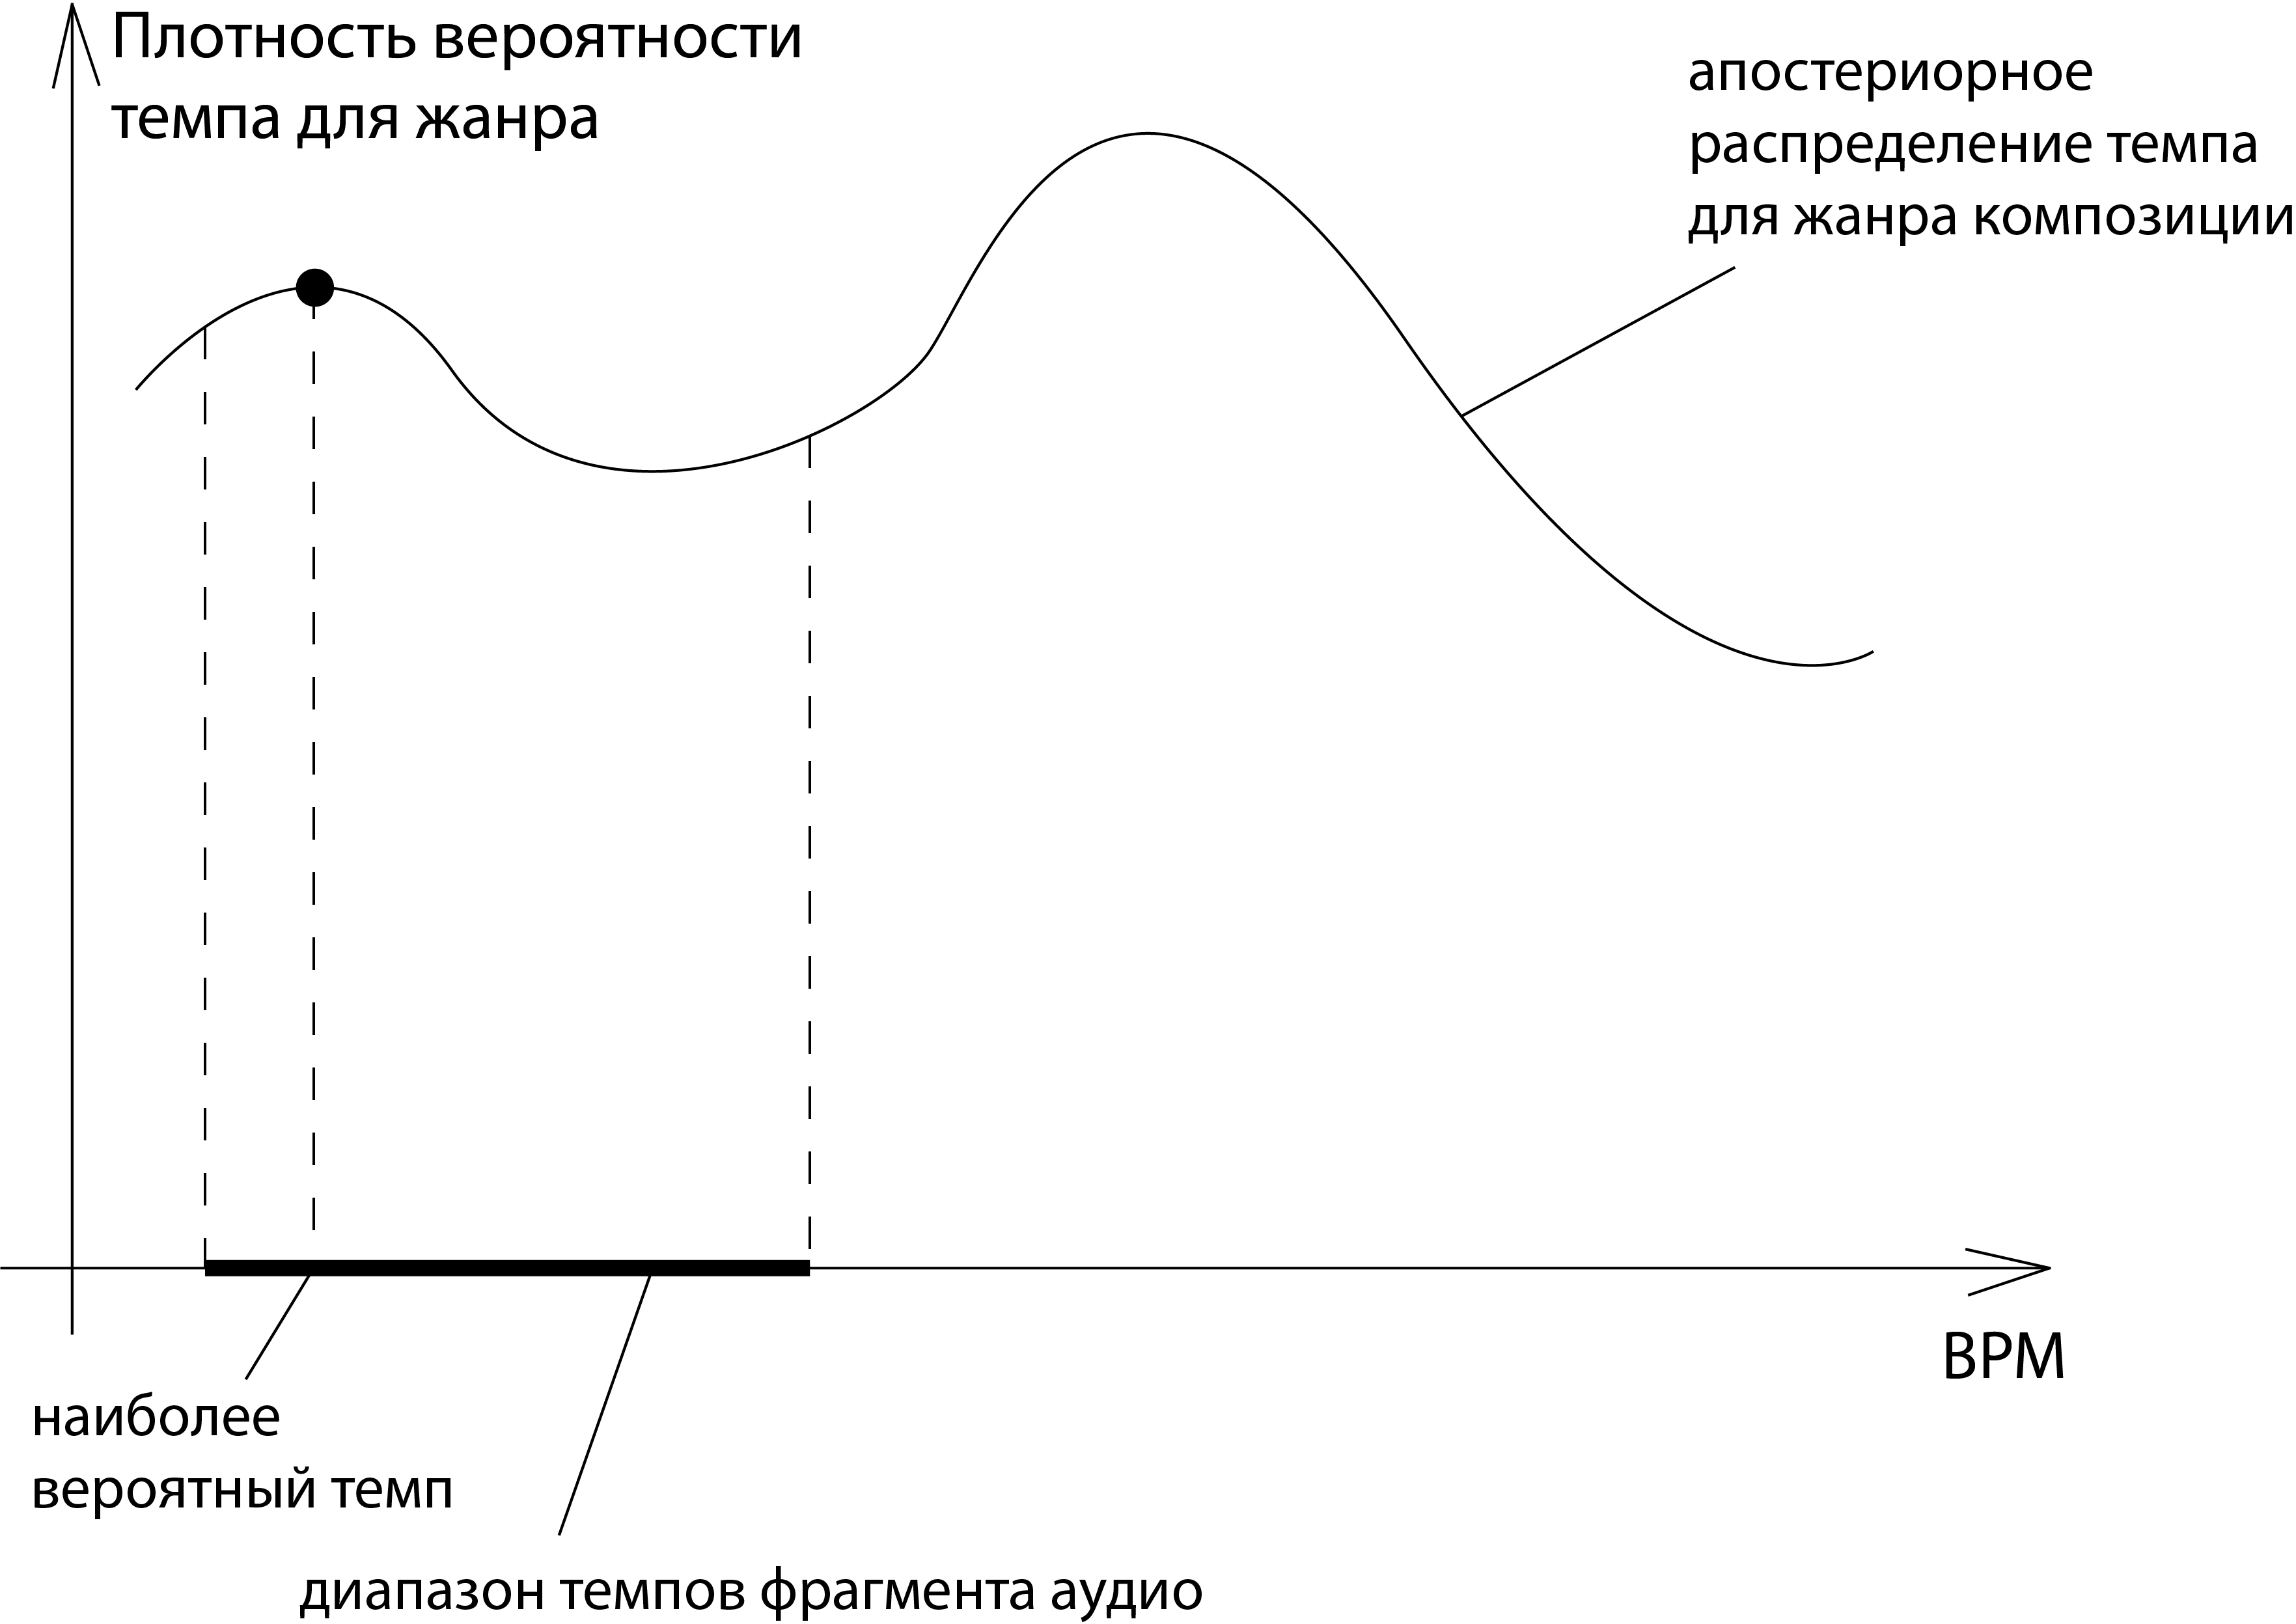 Плотность вероятности
темпа для жанра
апостериорное
распределение темпа
для жанра композиции
BPM
наиболее
вероятный темп
диапазон темпов фрагмента аудио